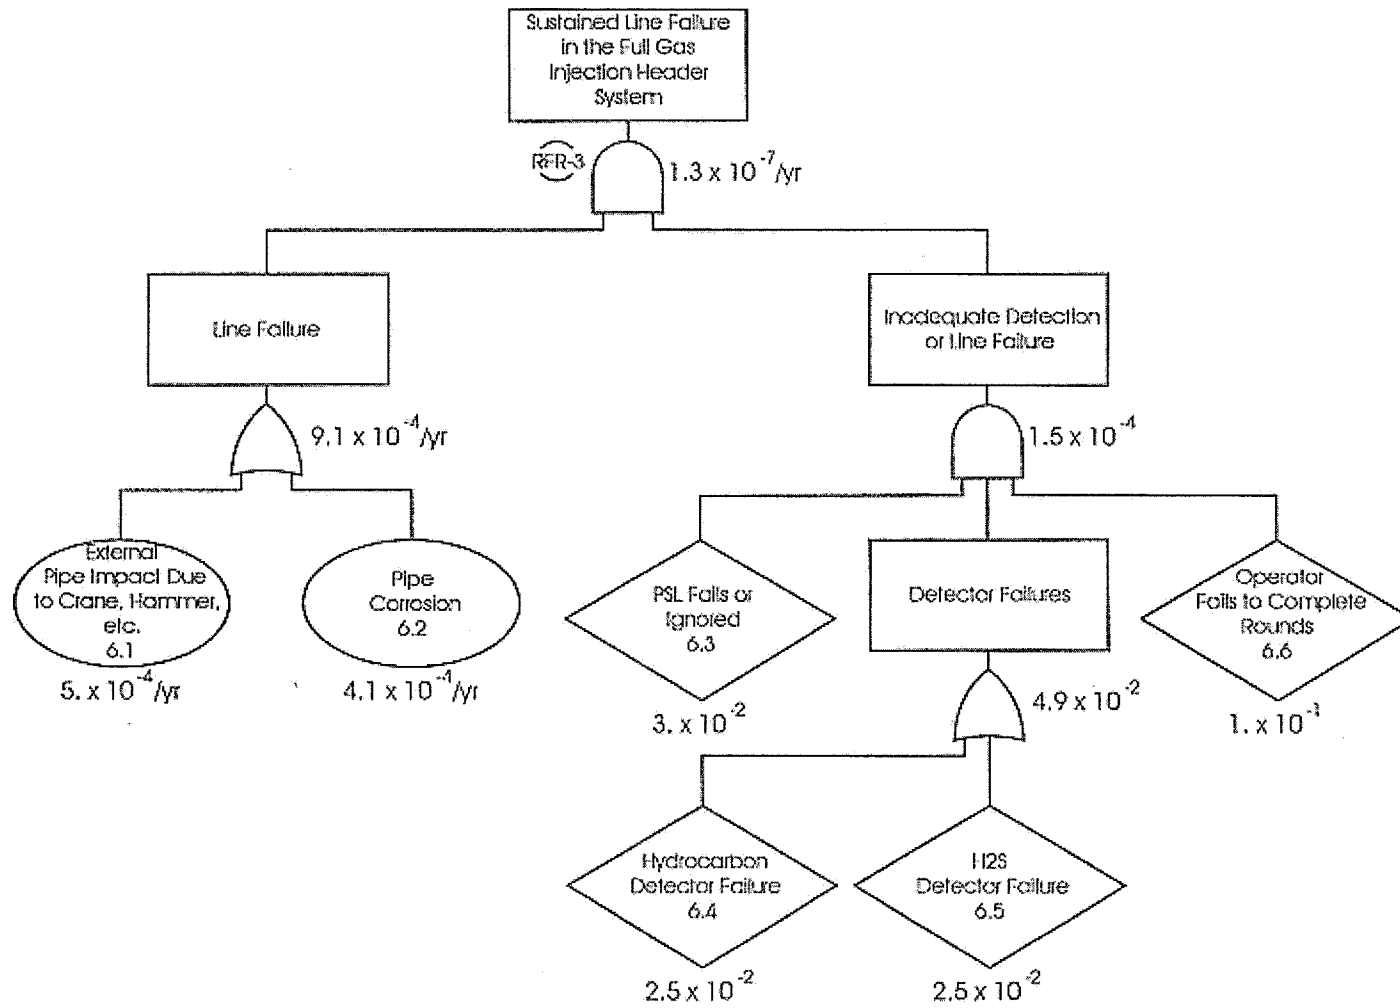 Sustained Line Failure
in the Full Gas
Injection Header
System
RFR-3
1.3 x 10⁻⁷/yr
Line Failure
Inadequate Detection
or Line Failure
9.1 x 10⁻⁴/yr
1.5 x 10⁻⁴
External
Pipe Impact Due
to Crane, Hammer,
etc.
6.1
5. x 10⁻⁴/yr
Pipe
Corrosion
6.2
4.1 x 10⁻⁴/yr
PSL Fails or
Ignored
6.3
3. x 10⁻²
Detector Failures
4.9 x 10⁻²
Operator
Fails to Complete
Rounds
6.6
1. x 10⁻¹
Hydrocarbon
Detector Failure
6.4
2.5 x 10⁻²
H2S
Detector Failure
6.5
2.5 x 10⁻²